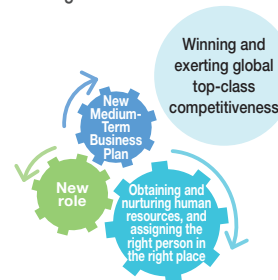 Winning and
exerting global
top-class
competitiveness
New
Medium-
Term
Business
Plan
New
role
Obtaining and
nurturing human
resources, and
assigning the
right person in
the right place